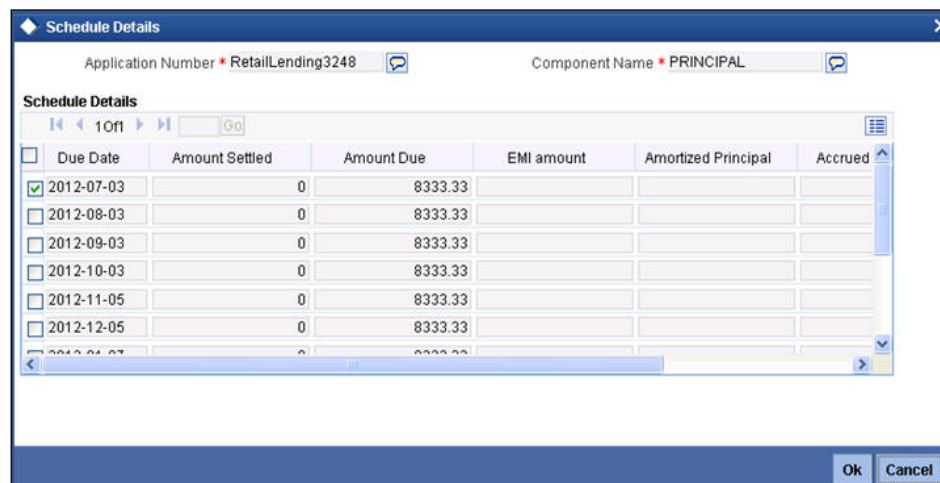 Schedule Details
Application Number * RetailLending3248 Component Name * PRINCIPAL
Schedule Details
1Of1 Go
Due Date Amount Settled Amount Due EMI amount Amortized Principal Accrued
2012-07-03 0 8333.33
2012-08-03 0 8333.33
2012-09-03 0 8333.33
2012-10-03 0 8333.33
2012-11-05 0 8333.33
2012-12-05 0 8333.33
Ok Cancel